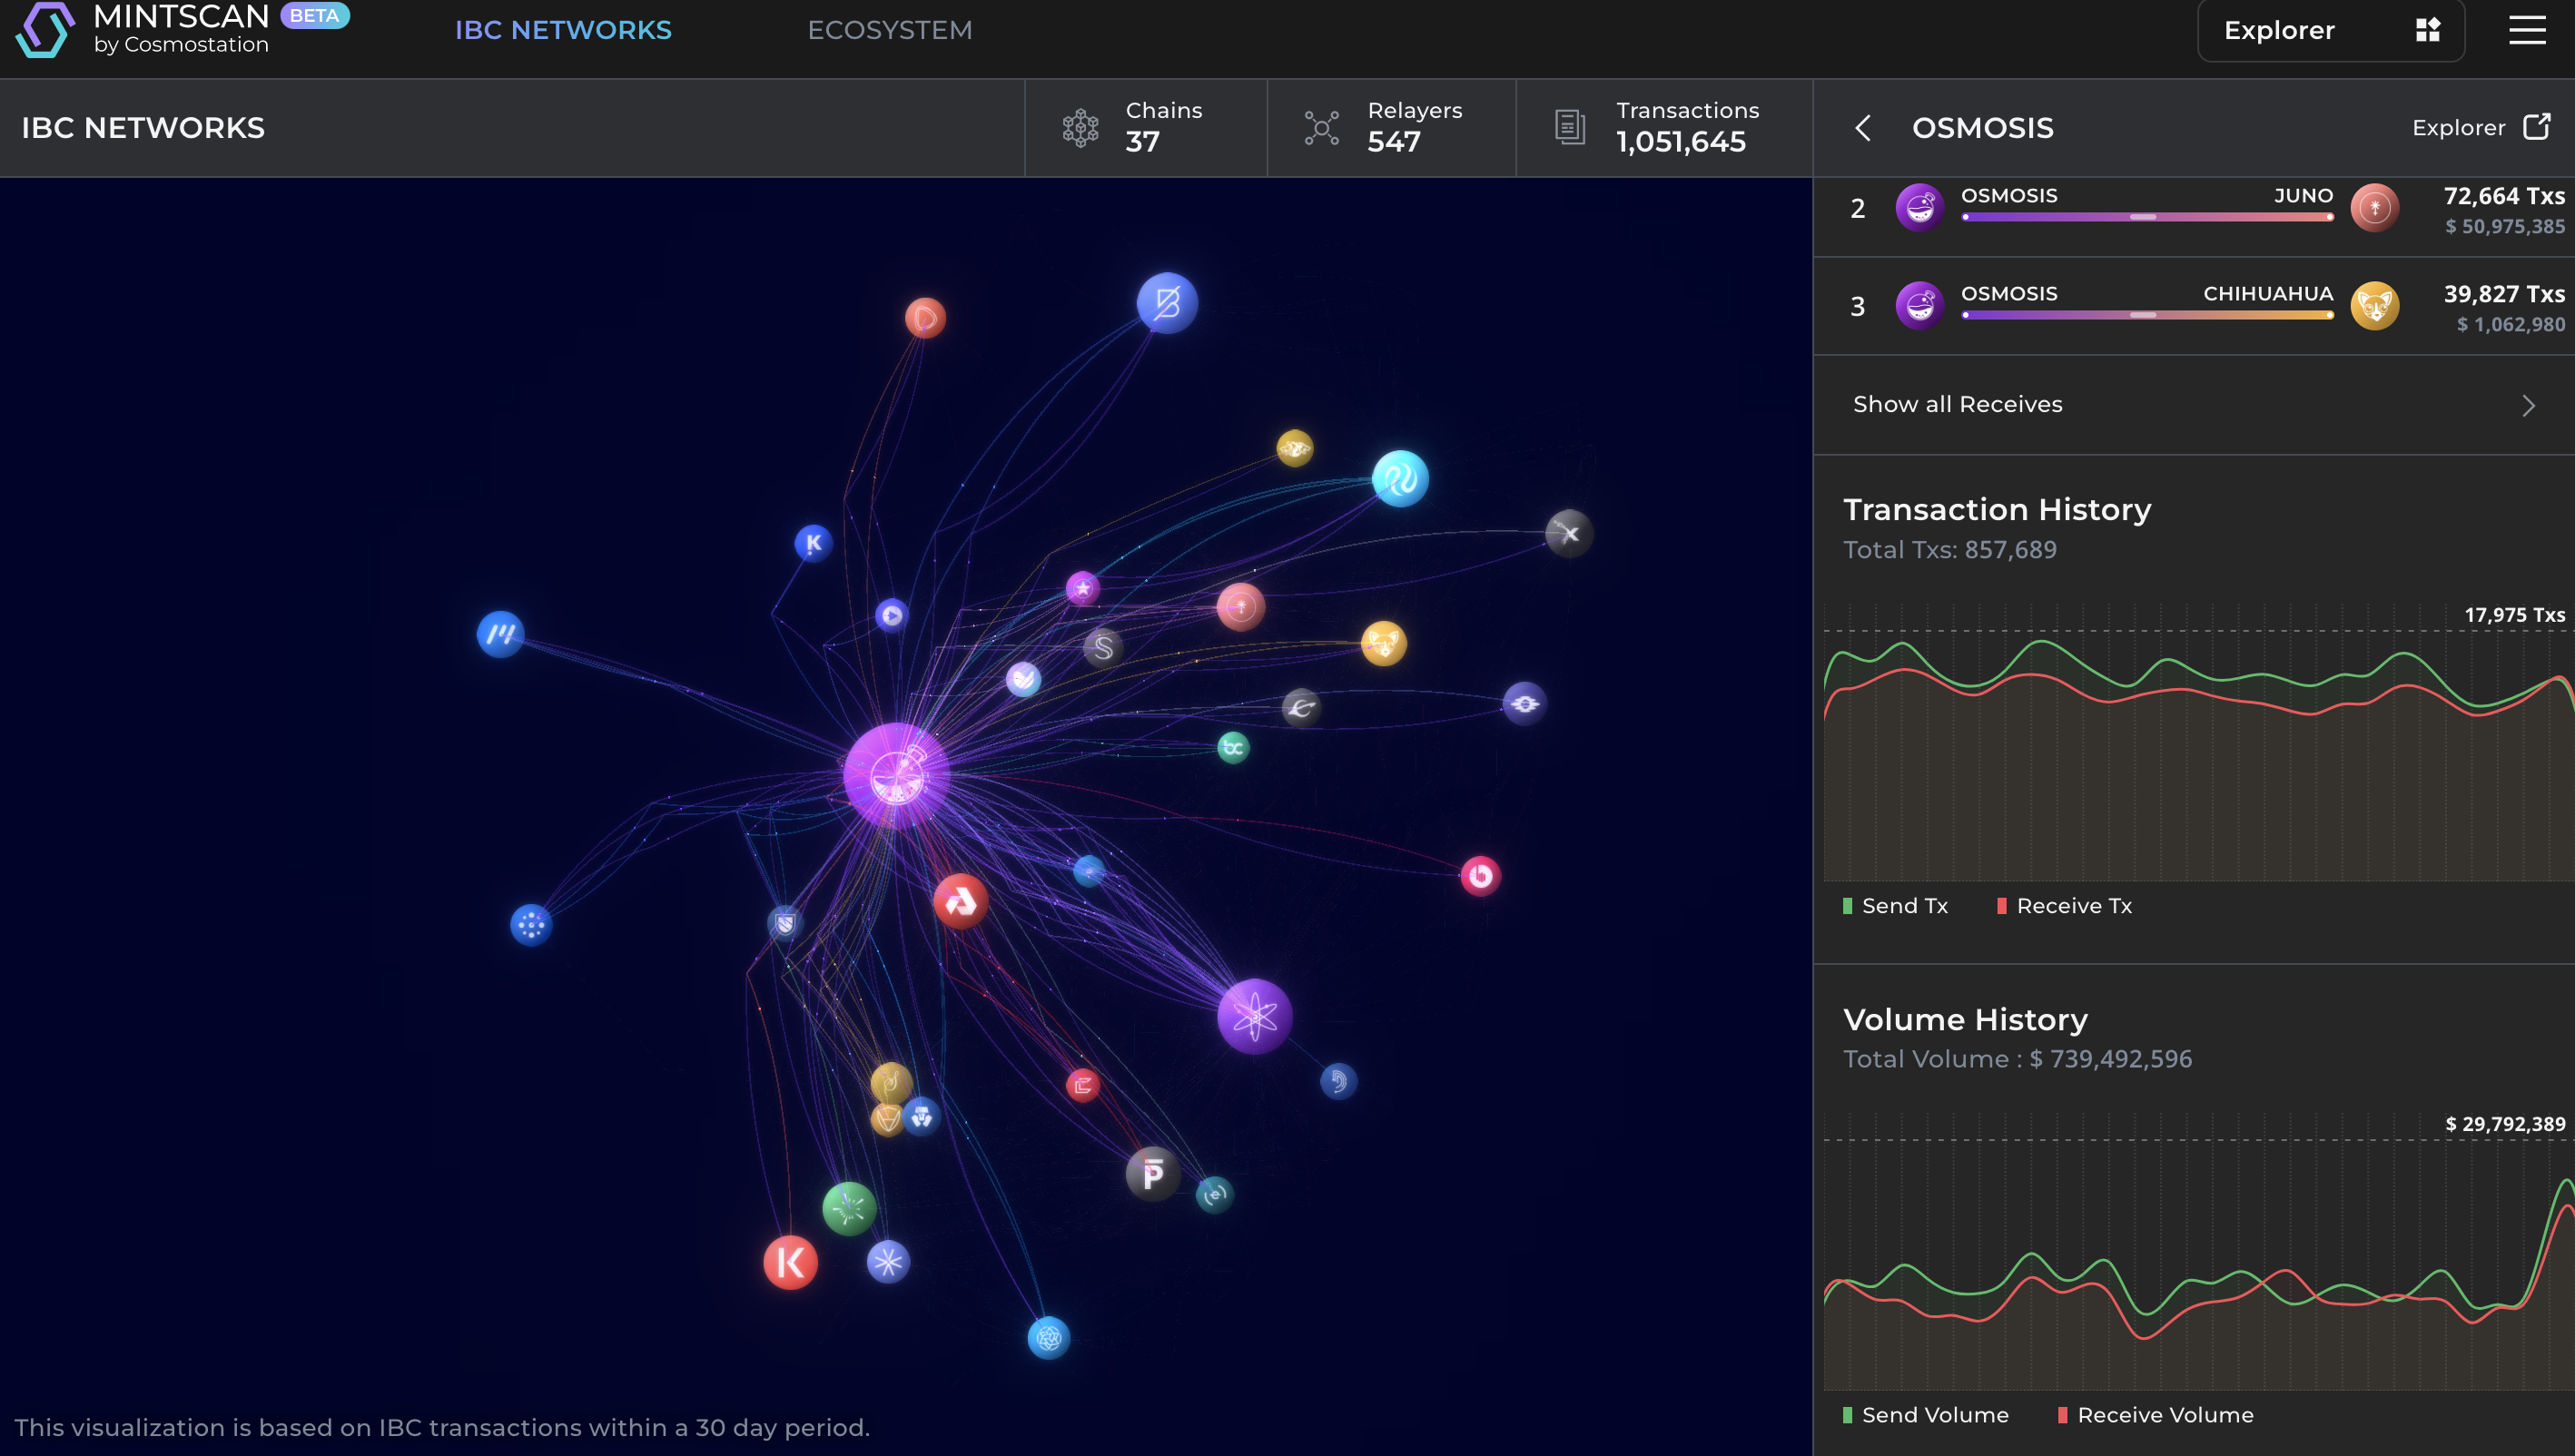 MINTSCAN BETA
by Cosmostation
IBC NETWORKS
ECOSYSTEM
Explorer
IBC NETWORKS
Chains
37
Relayers
547
Transactions
1,051,645
OSMOSIS
Explorer
2
OSMOSIS
JUNO
72,664 Txs
$ 50,975,385
3
OSMOSIS
CHIHUAHUA
39,827 Txs
$ 1,062,980
Show all Receives
Transaction History
Total Txs: 857,689
17,975 Txs
Send Tx
Receive Tx
Volume History
Total Volume : $ 739,492,596
$ 29,792,389
Send Volume
Receive Volume
K
S
bc
P
K
This visualization is based on IBC transactions within a 30 day period.